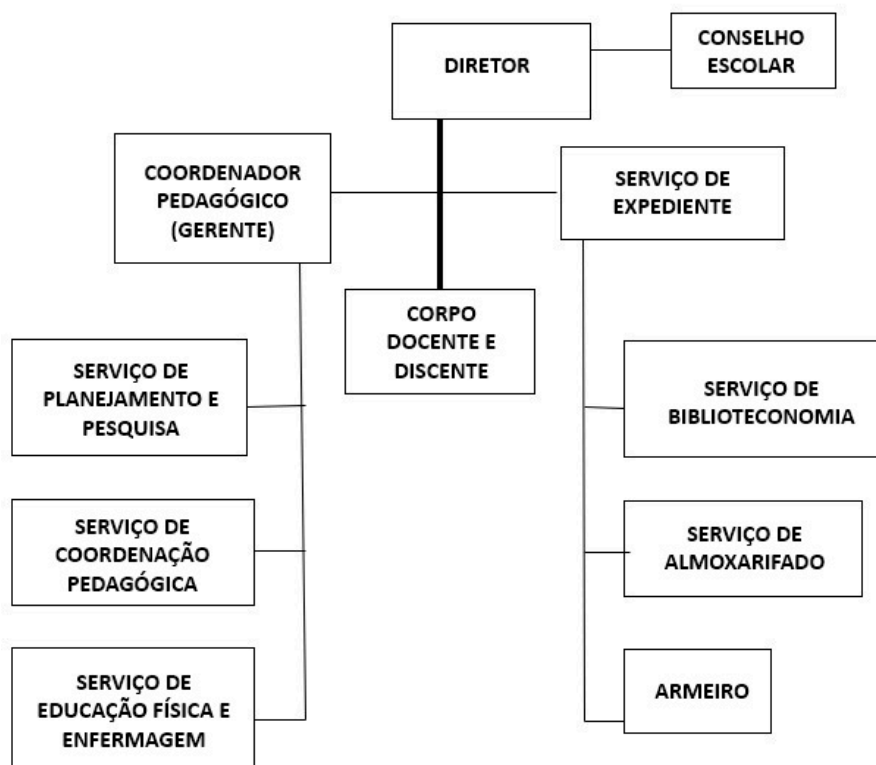 DIRETOR
CONSELHO
ESCOLAR
COORDENADOR
PEDAGÓGICO
(GERENTE)
SERVIÇO DE
EXPEDIENTE
CORPO
DOCENTE E
DISCENTE
SERVIÇO DE
PLANEJAMENTO E
PESQUISA
SERVIÇO DE
BIBLIOTECONOMIA
SERVIÇO DE
COORDENAÇÃO
PEDAGÓGICA
SERVIÇO DE
ALMOXARIFADO
SERVIÇO DE
EDUCAÇÃO FÍSICA E
ENFERMAGEM
ARMEIRO